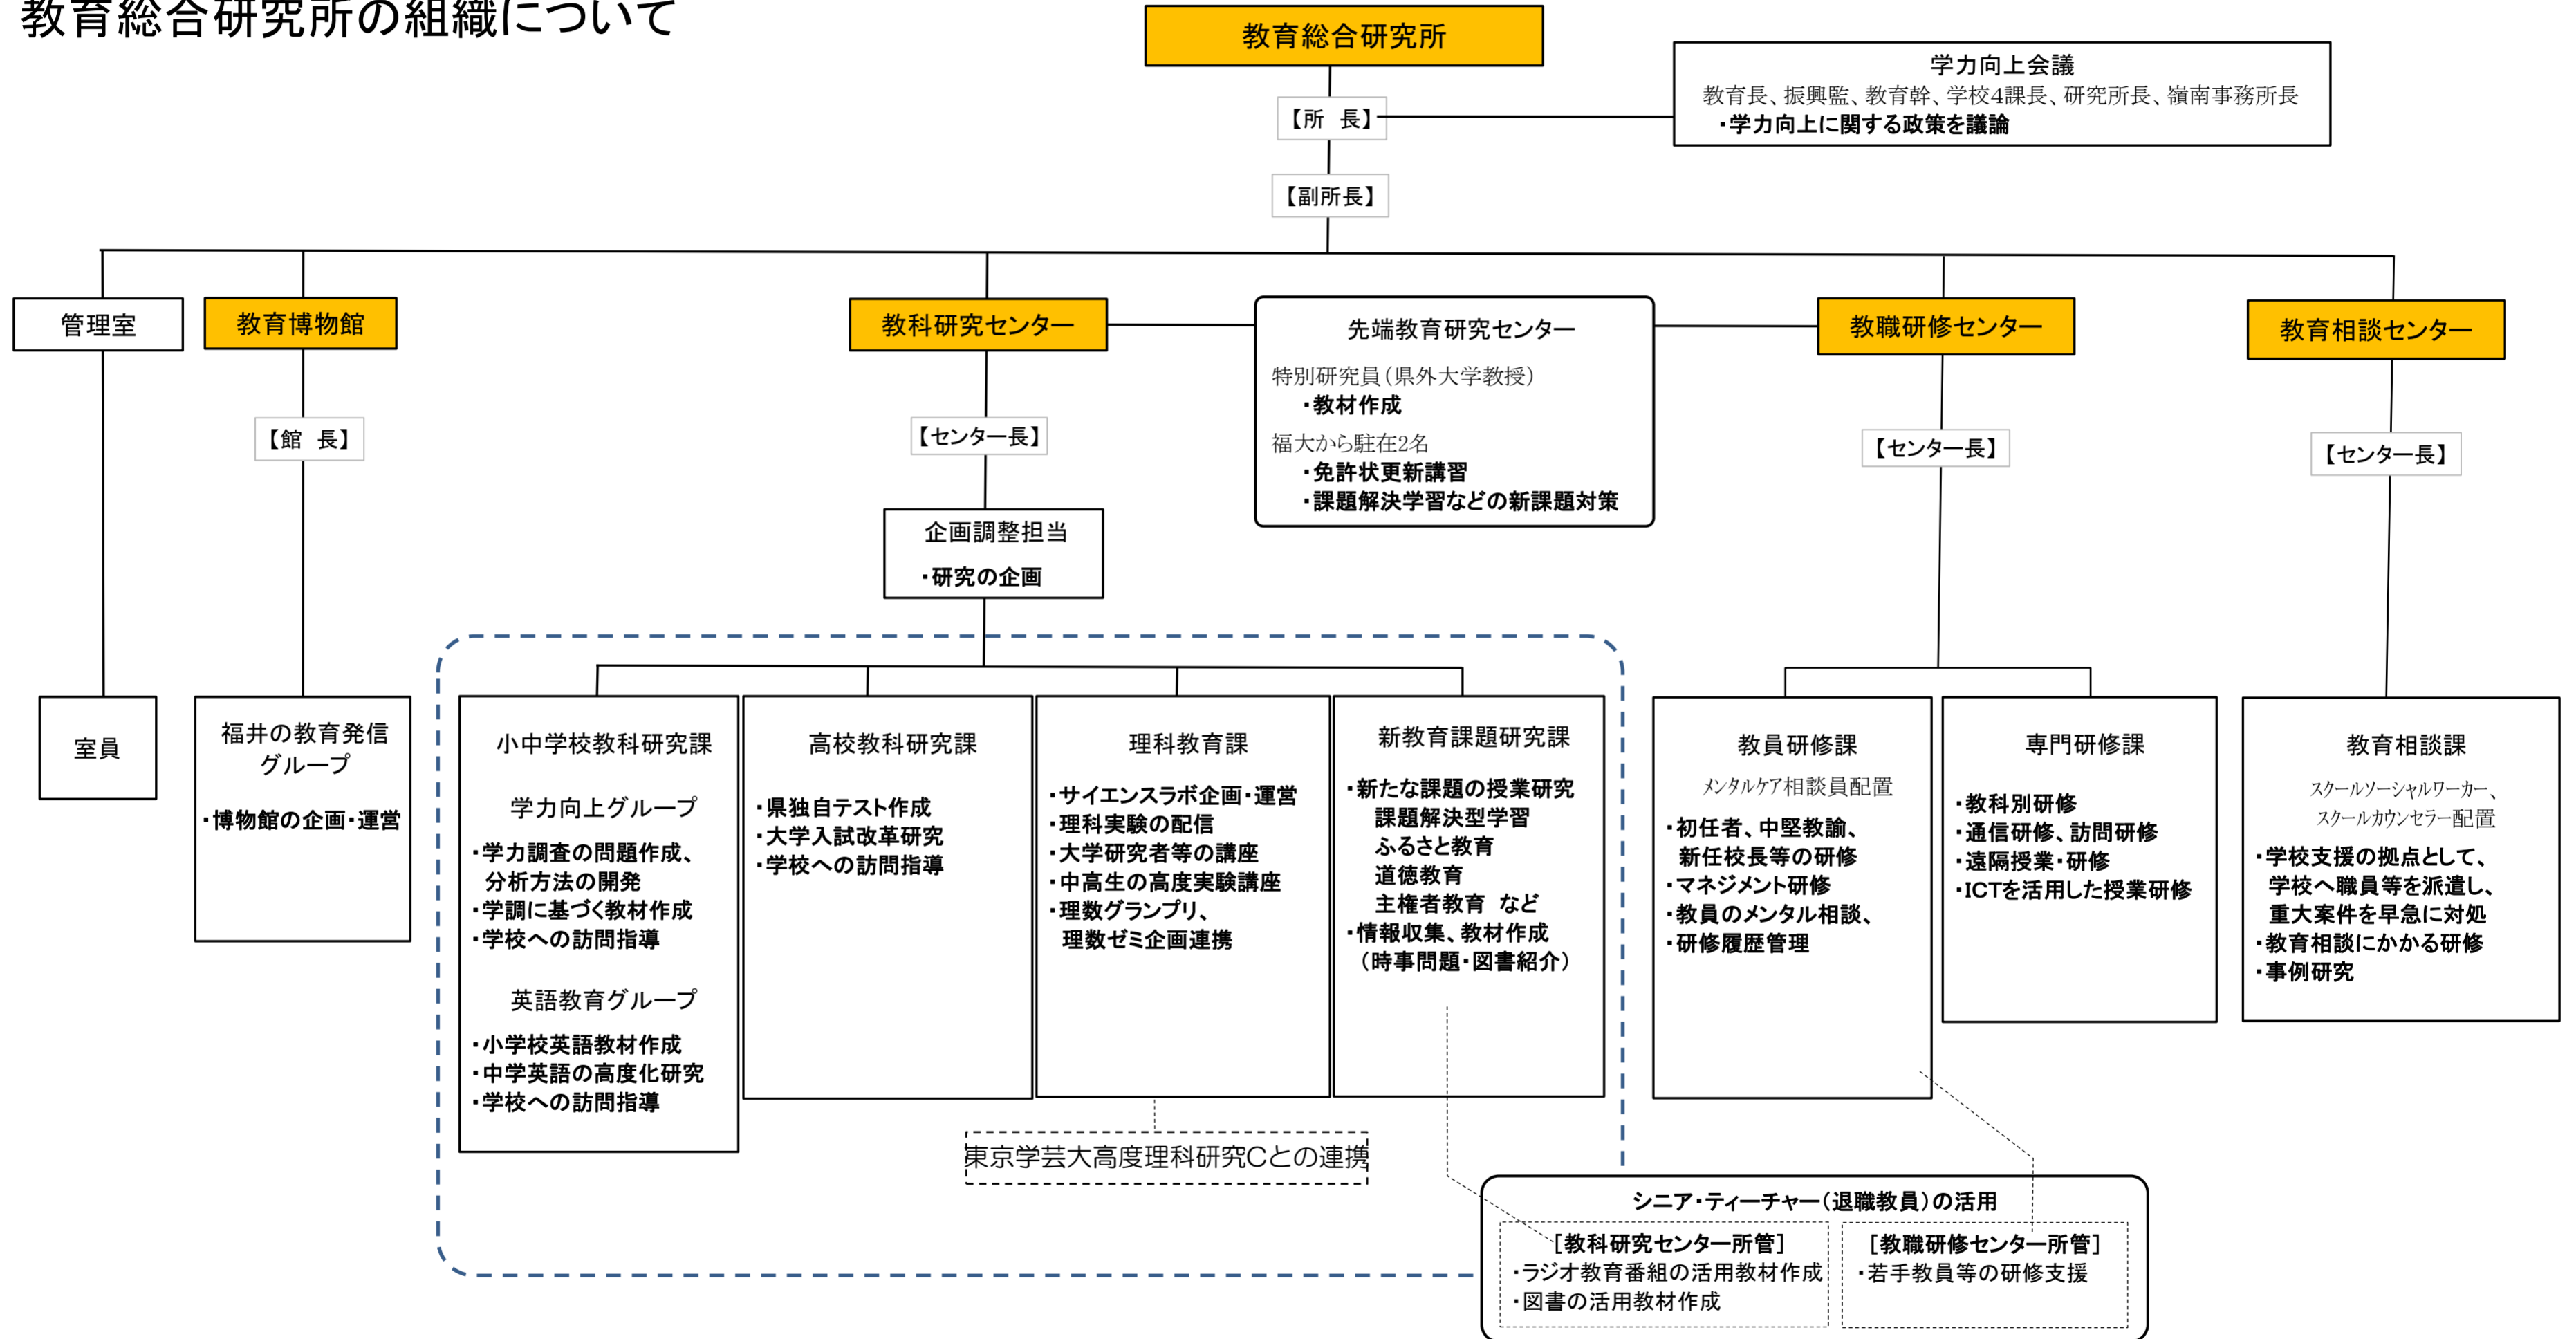 教育総合研究所の組織について
教育総合研究所
学力向上会議
教育長、振興監、教育幹、学校4課長、研究所長、嶺南事務所長
・学力向上に関する政策を議論
【所　長】
【副所長】
管理室
教育博物館
教科研究センター
先端教育研究センター
特別研究員（県外大学教授）
・教材作成
福大から駐在2名
・免許状更新講習
・課題解決学習などの新課題対策
教職研修センター
教育相談センター
【館　長】
【センター長】
【センター長】
【センター長】
企画調整担当
・研究の企画
室員
福井の教育発信
グループ
・博物館の企画・運営
小中学校教科研究課
学力向上グループ
・学力調査の問題作成、
分析方法の開発
・学調に基づく教材作成
・学校への訪問指導
英語教育グループ
・小学校英語教材作成
・中学英語の高度化研究
・学校への訪問指導
高校教科研究課
・県独自テスト作成
・大学入試改革研究
・学校への訪問指導
理科教育課
・サイエンスラボ企画・運営
・理科実験の配信
・大学研究者等の講座
・中高生の高度実験講座
・理数グランプリ、
理数ゼミ企画連携
新教育課題研究課
・新たな課題の授業研究
課題解決型学習
ふるさと教育
道徳教育
主権者教育　など
・情報収集、教材作成
（時事問題・図書紹介）
教員研修課
メンタルケア相談員配置
・初任者、中堅教諭、
新任校長等の研修
・マネジメント研修
・教員のメンタル相談、
・研修履歴管理
専門研修課
・教科別研修
・通信研修、訪問研修
・遠隔授業・研修
・ICTを活用した授業研修
教育相談課
スクールソーシャルワーカー、
スクールカウンセラー配置
・学校支援の拠点として、
学校へ職員等を派遣し、
重大案件を早急に対処
・教育相談にかかる研修
・事例研究
東京学芸大高度理科研究Cとの連携
シニア・ティーチャー（退職教員）の活用
［教科研究センター所管］
・ラジオ教育番組の活用教材作成
・図書の活用教材作成
［教職研修センター所管］
・若手教員等の研修支援